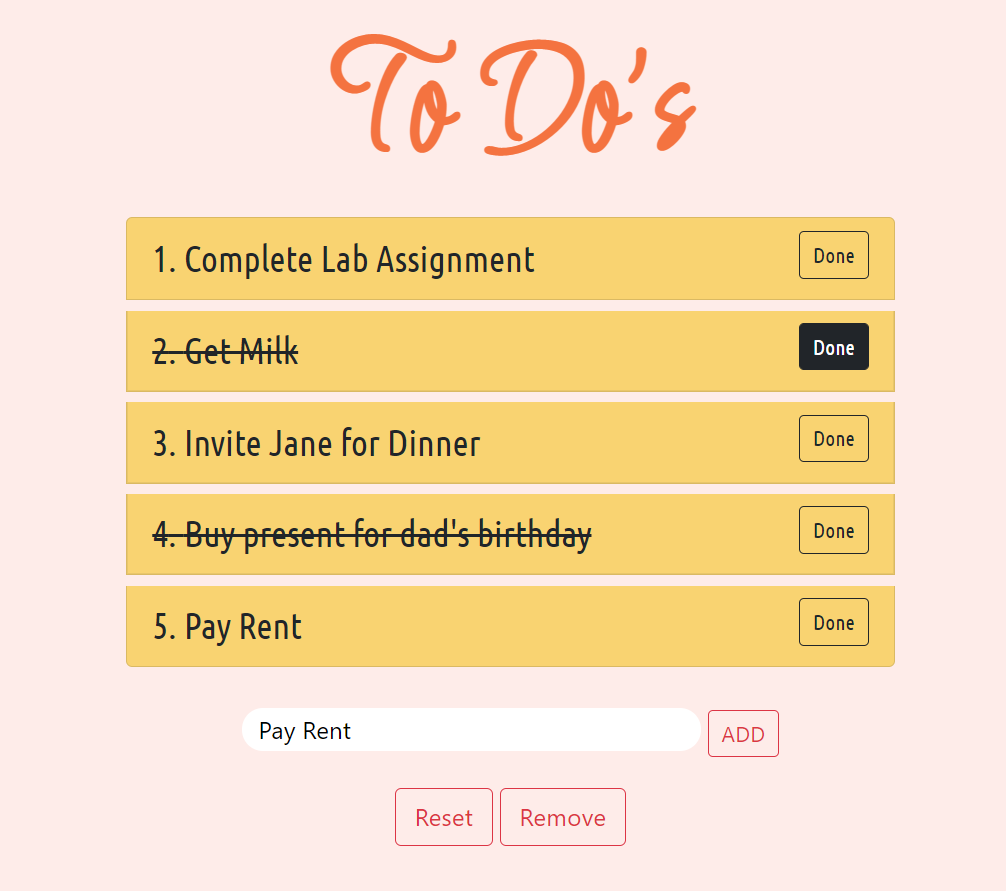 To Do's
1. Complete Lab Assignment Done
2. Get Milk Done
3. Invite Jane for Dinner Done
4. Buy present for dad's birthday Done
5. Pay Rent Done
Pay Rent ADD
Reset Remove